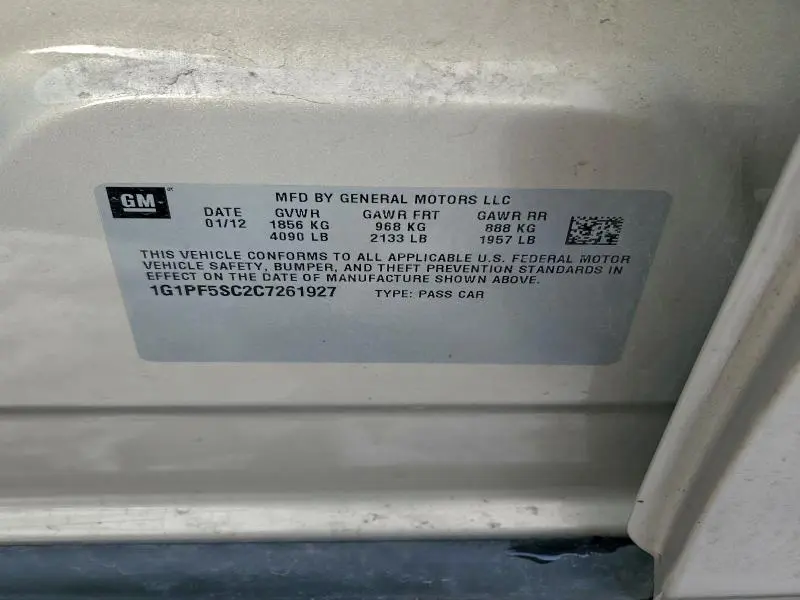 GM
MFD BY GENERAL MOTORS LLC
DATE GVWR GAWR FRT GAWR RR
01/12 1856 KG 968 KG 888 KG
4090 LB 2133 LB 1957 LB
THIS VEHICLE CONFORMS TO ALL APPLICABLE U.S. FEDERAL MOTOR
VEHICLE SAFETY, BUMPER, AND THEFT PREVENTION STANDARDS IN
EFFECT ON THE DATE OF MANUFACTURE SHOWN ABOVE.
1G1PF5SC2C7261927 TYPE: PASS CAR